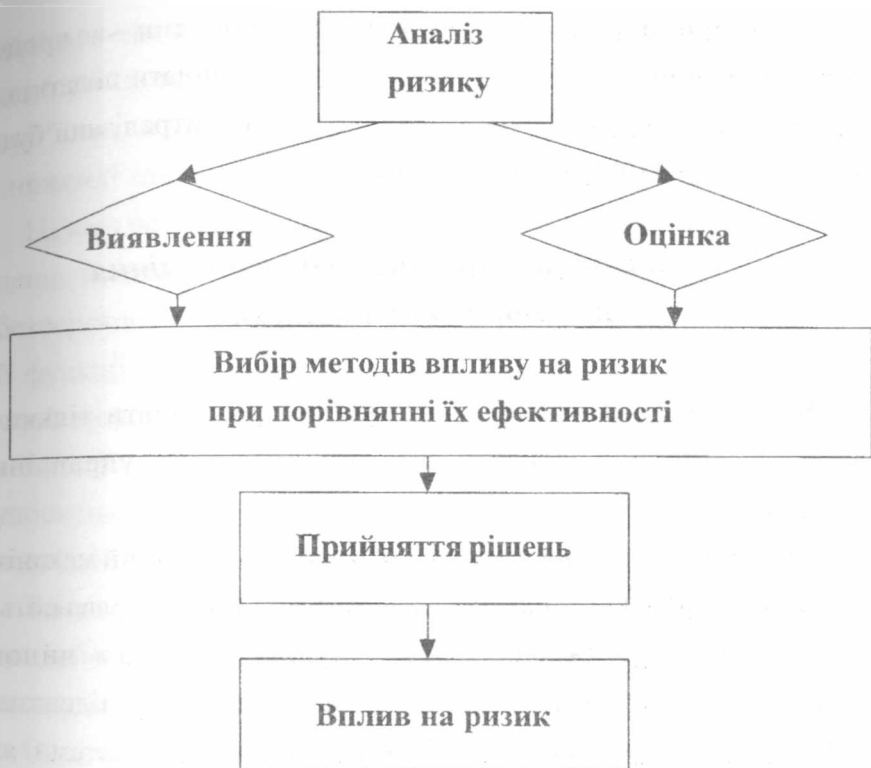 Аналіз
ризику
Виявлення
Оцінка
Вибір методів впливу на ризик
при порівнянні їх ефективності
Прийняття рішень
Вплив на ризик